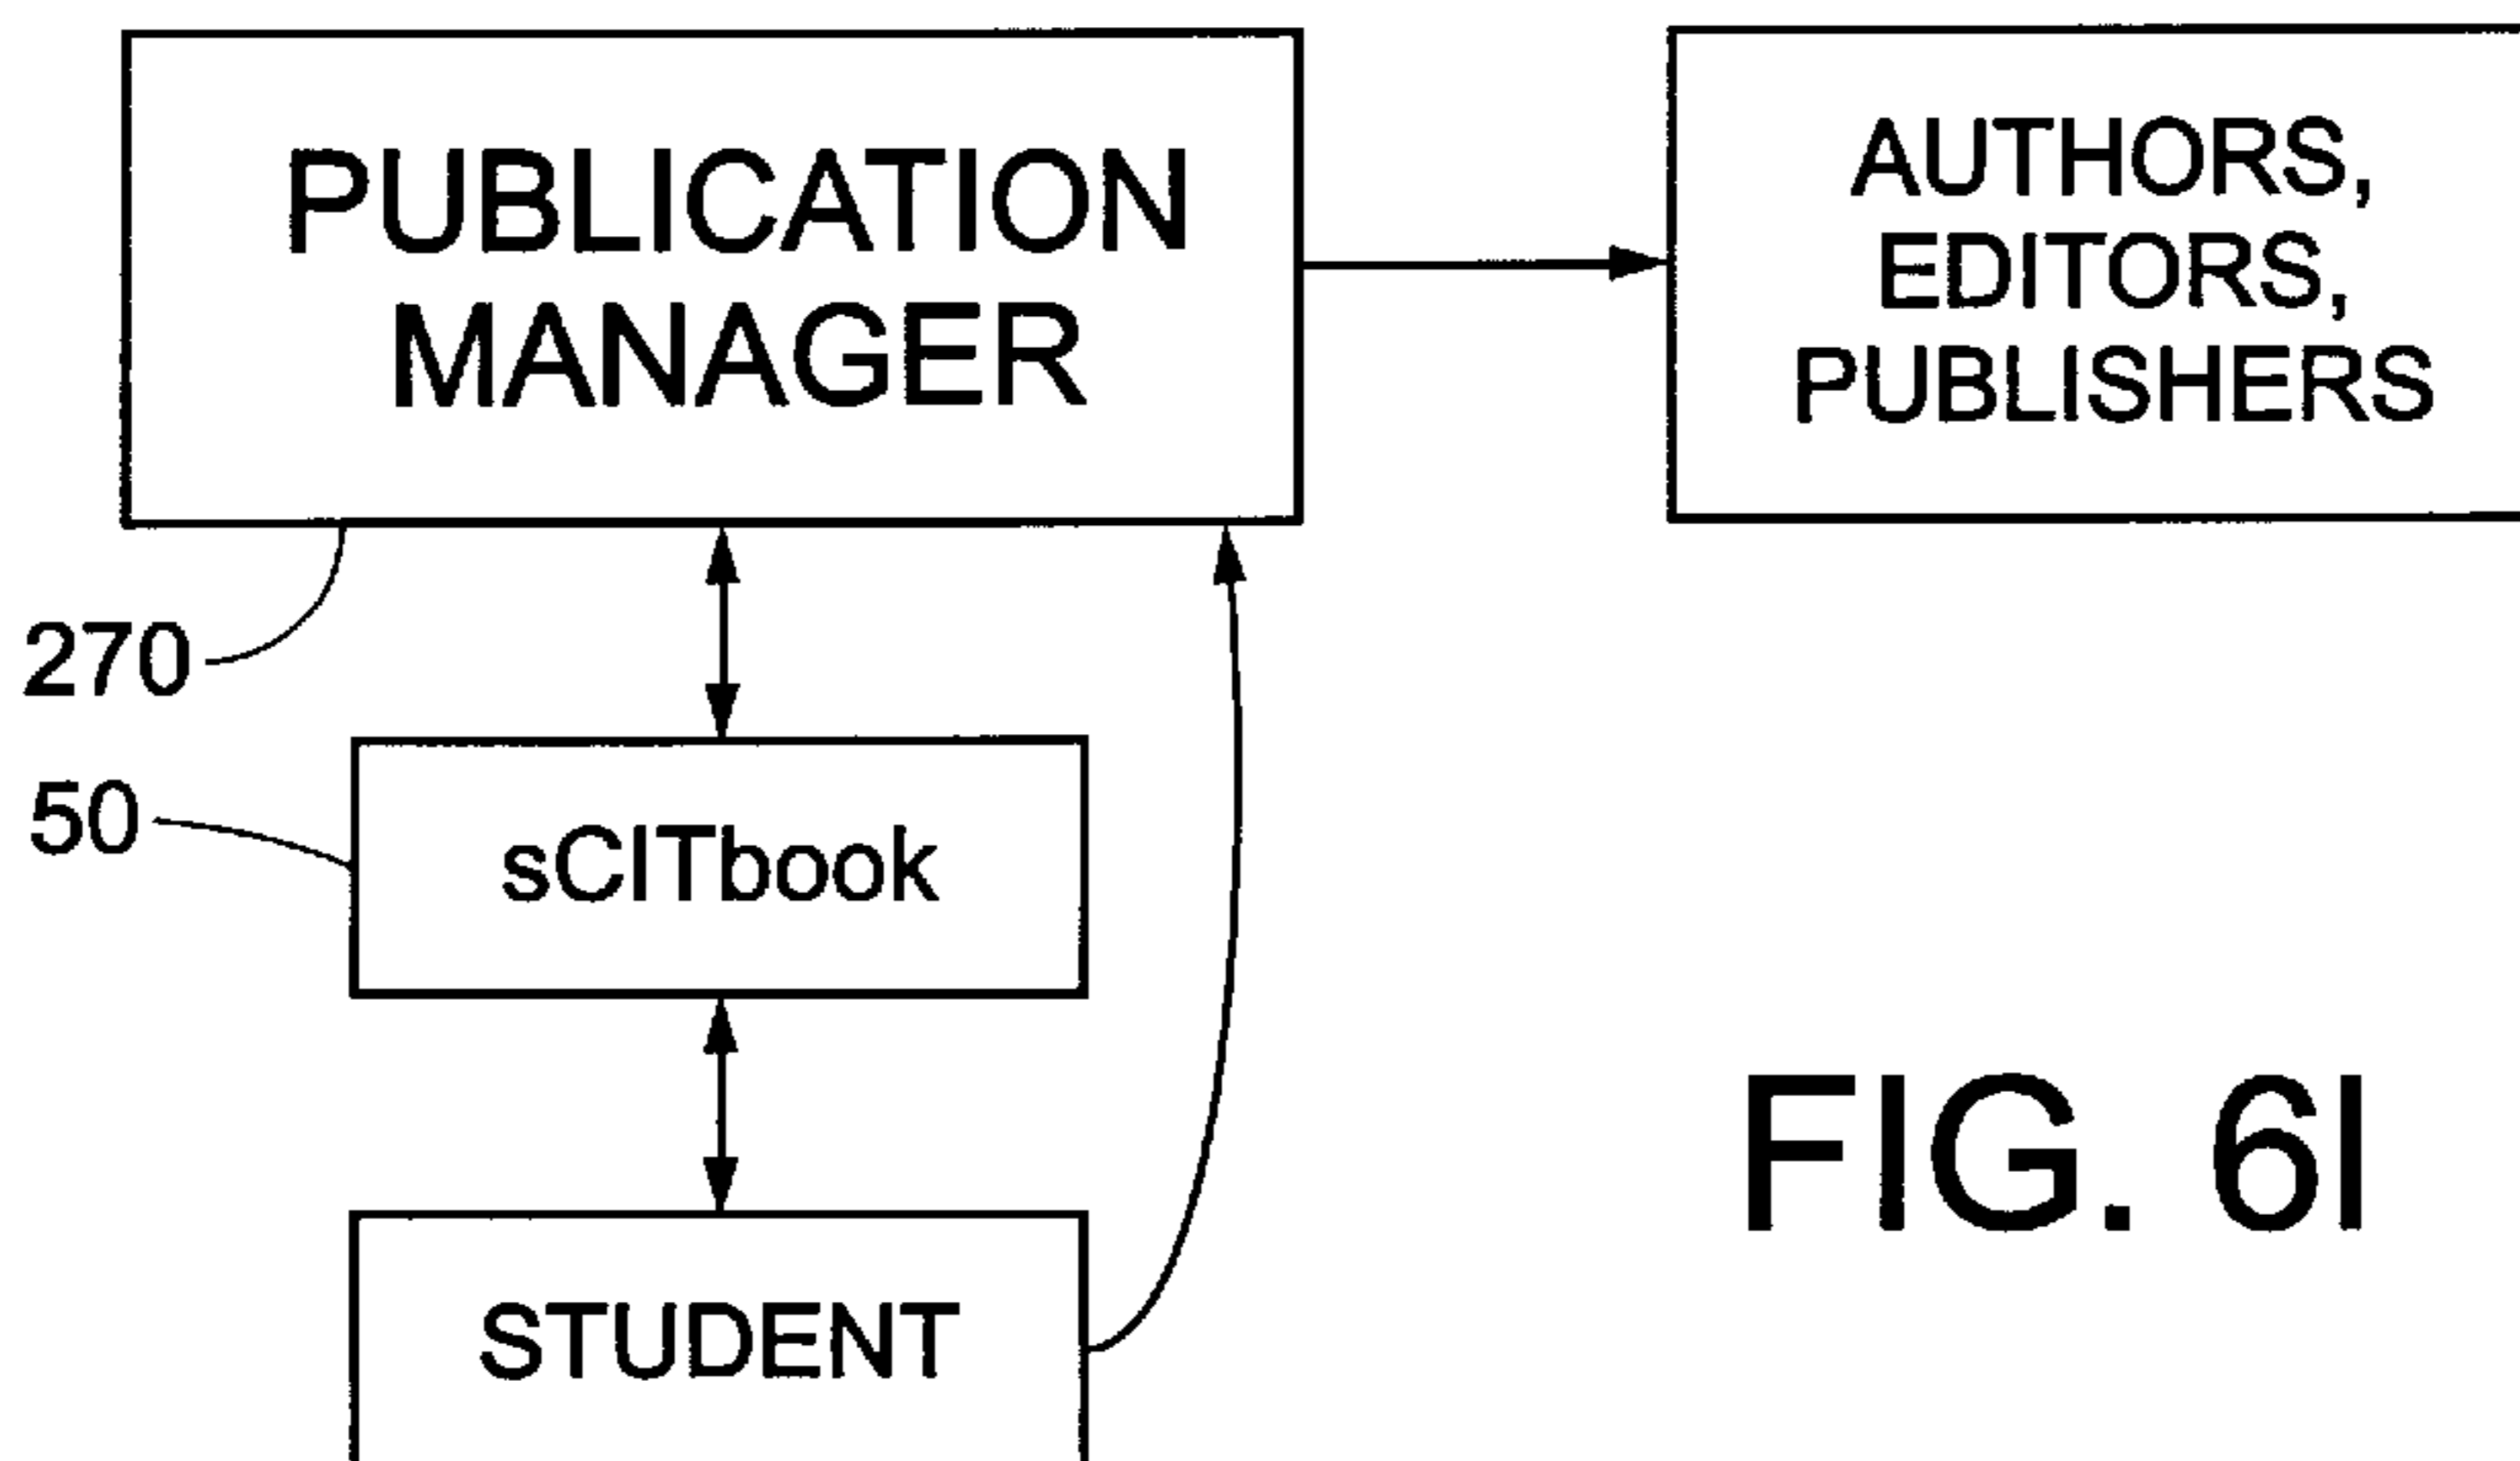 PUBLICATION
MANAGER
AUTHORS,
EDITORS,
PUBLISHERS
270
50
sCITbook
STUDENT
FIG. 6I